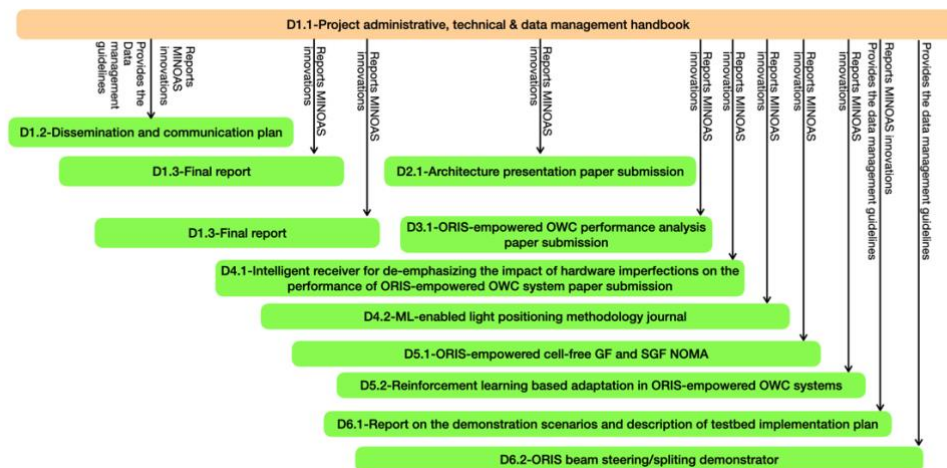 D1.1-Project administrative, technical & data management handbook
Reports
MINOAS
innovations
Provides the
Data
management
guidelines
Reports MINOAS
innovations
Reports MINOAS
innovations
Reports MINOAS
innovations
Reports MINOAS
innovations
Reports MINOAS
innovations
Reports MINOAS
innovations
Reports MINOAS
innovations
Reports MINOAS
innovations
Reports MINOAS innovations
Provides the data management guidelines
Provides the data management guidelines
D1.2-Dissemination and communication plan
D1.3-Final report
D2.1-Architecture presentation paper submission
D1.3-Final report
D3.1-ORIS-empowered OWC performance analysis
paper submission
D4.1-Intelligent receiver for de-emphasizing the impact of hardware imperfections on the
performance of ORIS-empowered OWC system paper submission
D4.2-ML-enabled light positioning methodology journal
D5.1-ORIS-empowered cell-free GF and SGF NOMA
D5.2-Reinforcement learning based adaptation in ORIS-empowered OWC systems
D6.1-Report on the demonstration scenarios and description of testbed implementation plan
D6.2-ORIS beam steering/spliting demonstrator